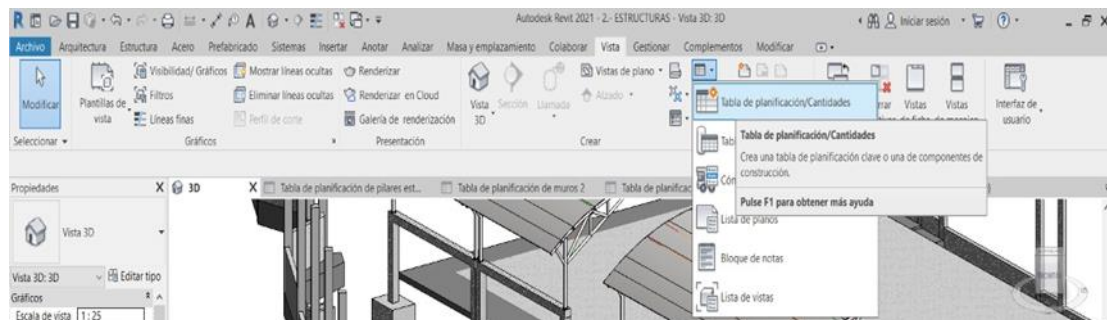 Autodesk Revit 2021 - 2.- ESTRUCTURAS - Vista 3D: 3D
Iniciar sesión
Archivo Arquitectura Estructura Acero Prefabricado Sistemas Insertar Anotar Analizar Masa y emplazamiento Colaborar Vista Gestionar Complementos Modificar
Modificar
Plantillas de vista
Visibilidad/ Gráficos
Filtros
Líneas finas
Mostrar líneas ocultas
Eliminar líneas ocultas
Perfil de corte
Renderizar
Renderizar en Cloud
Galería de renderización
Vista 3D
Sección
Llamada
Vistas de plano
Alzado
Vistas
Vistas
Interfaz de usuario
Seleccionar Gráficos Presentación Crear
Tabla de planificación/Cantidades
Tabla de planificación/Cantidades
Crea una tabla de planificación clave o una de componentes de construcción.
Pulse F1 para obtener más ayuda
Lista de planos
Bloque de notas
Lista de vistas
Propiedades X
3D X
Tabla de planificación de pilares est...
Tabla de planificación de muros 2
Vista 3D
Vista 3D: 3D Editar tipo
Gráficos
Escala de vista 1 : 25